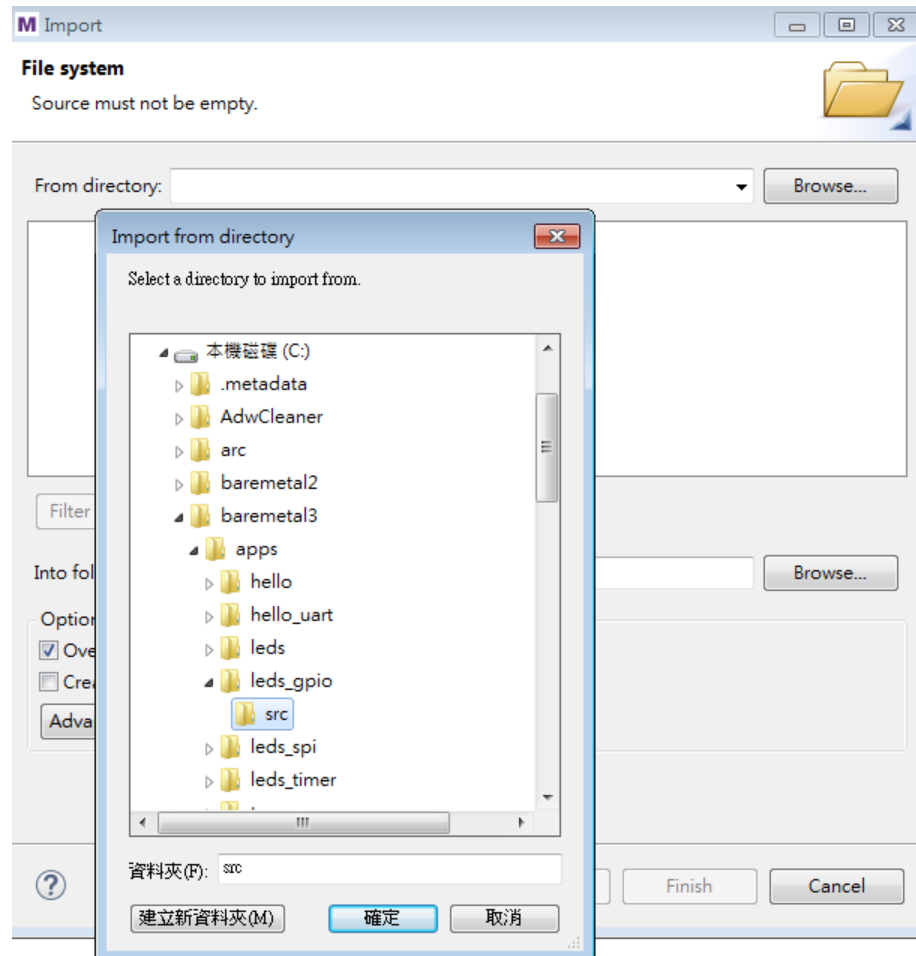 M Import
File system
Source must not be empty.
From directory:
Browse...
Import from directory
Select a directory to import from.
本機磁碟 (C:)
.metadata
AdwCleaner
arc
baremetal2
baremetal3
apps
hello
hello_uart
leds
leds_gpio
src
leds_spi
leds_timer
Filter
Into fol
Browse...
Option
Ove
Crea
Adva
資料夾(F): src
建立新資料夾(M) 確定 取消
? Finish Cancel